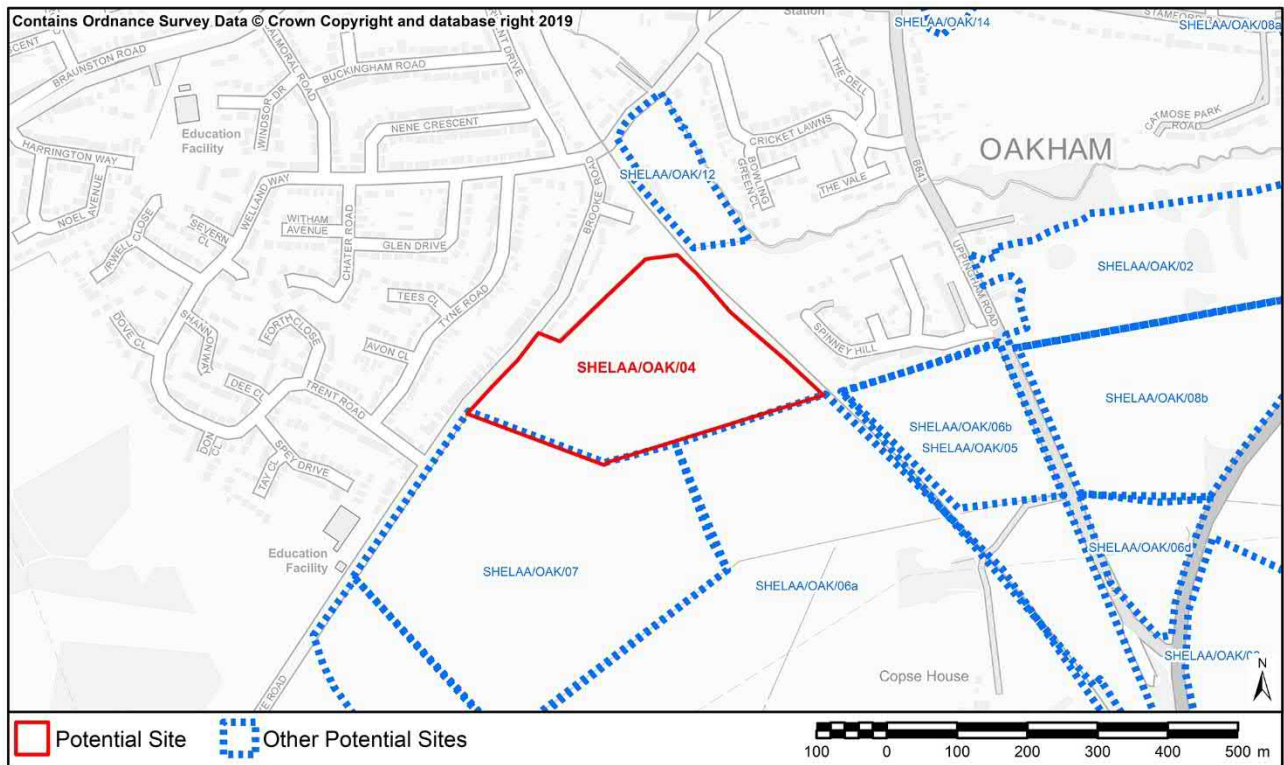 Contains Ordnance Survey Data © Crown Copyright and database right 2019
Station
SHELAA/OAK/14
STAMFORD
SHELAA/OAK/08a
BRAUNSTON ROAD
BUCKINGHAM ROAD
WINDSOR DR
Education
Facility
NENE CRESCENT
THE DELL
CATMOSE PARK
ROAD
HARRINGTON WAY
NOEL AVENUE
CRICKET LAWNS
OAKHAM
B641
SHELAA/OAK/12
BOWLING
GREEN CL
THE VALE
WELLAND WAY
BROOKE ROAD
IRWELL CLOSE
SEVERN
CL
WITHAM
AVENUE
CHATER ROAD
GLEN DRIVE
UPPINGHAM ROAD
SHELAA/OAK/02
TEES CL
TYNE ROAD
DOVE CL
SHANNON WAY
FORTH CLOSE
AVON CL
SPINNEY HILL
SHELAA/OAK/04
DEE CL
TRENT ROAD
SHELAA/OAK/08b
SHELAA/OAK/06b
SHELAA/OAK/05
DON
CL
SPEY DRIVE
TAY CL
Education
Facility
SHELAA/OAK/06d
SHELAA/OAK/07
SHELAA/OAK/06a
Copse House
N
Potential Site
Other Potential Sites
100 0 100 200 300 400 500 m